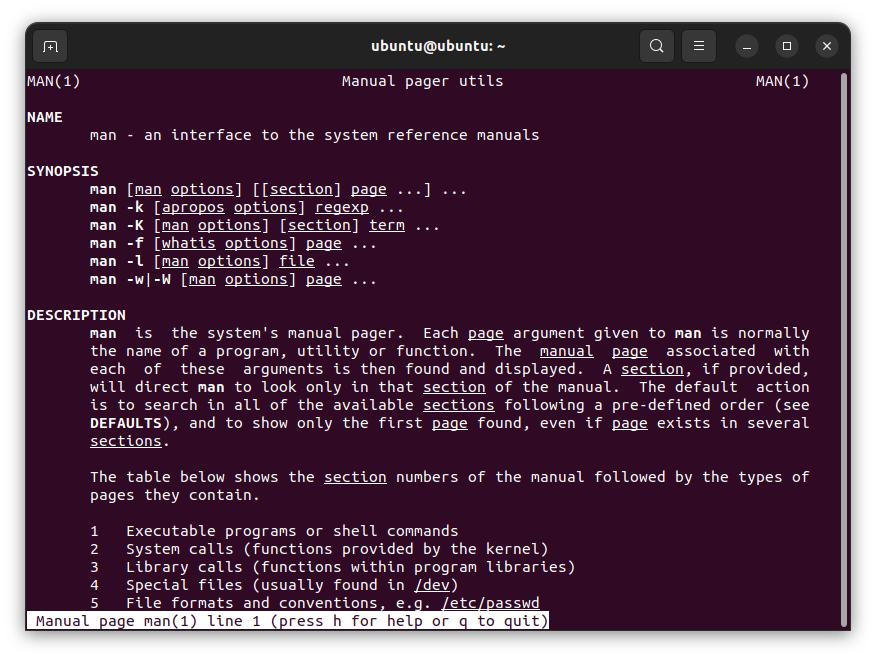 ubuntu@ubuntu: ~
MAN(1) Manual pager utils MAN(1)
NAME
man - an interface to the system reference manuals
SYNOPSIS
man [man options] [[section] page ...] ...
man -k [apropos options] regexp ...
man -K [man options] [section] term ...
man -f [whatis options] page ...
man -l [man options] file ...
man -w|-W [man options] page ...
DESCRIPTION
man is the system's manual pager. Each page argument given to man is normally
the name of a program, utility or function. The manual page associated with
each of these arguments is then found and displayed. A section, if provided,
will direct man to look only in that section of the manual. The default action
is to search in all of the available sections following a pre-defined order (see
DEFAULTS), and to show only the first page found, even if page exists in several
sections.
The table below shows the section numbers of the manual followed by the types of
pages they contain.
1 Executable programs or shell commands
2 System calls (functions provided by the kernel)
3 Library calls (functions within program libraries)
4 Special files (usually found in /dev)
5 File formats and conventions, e.g. /etc/passwd
Manual page man(1) line 1 (press h for help or q to quit)